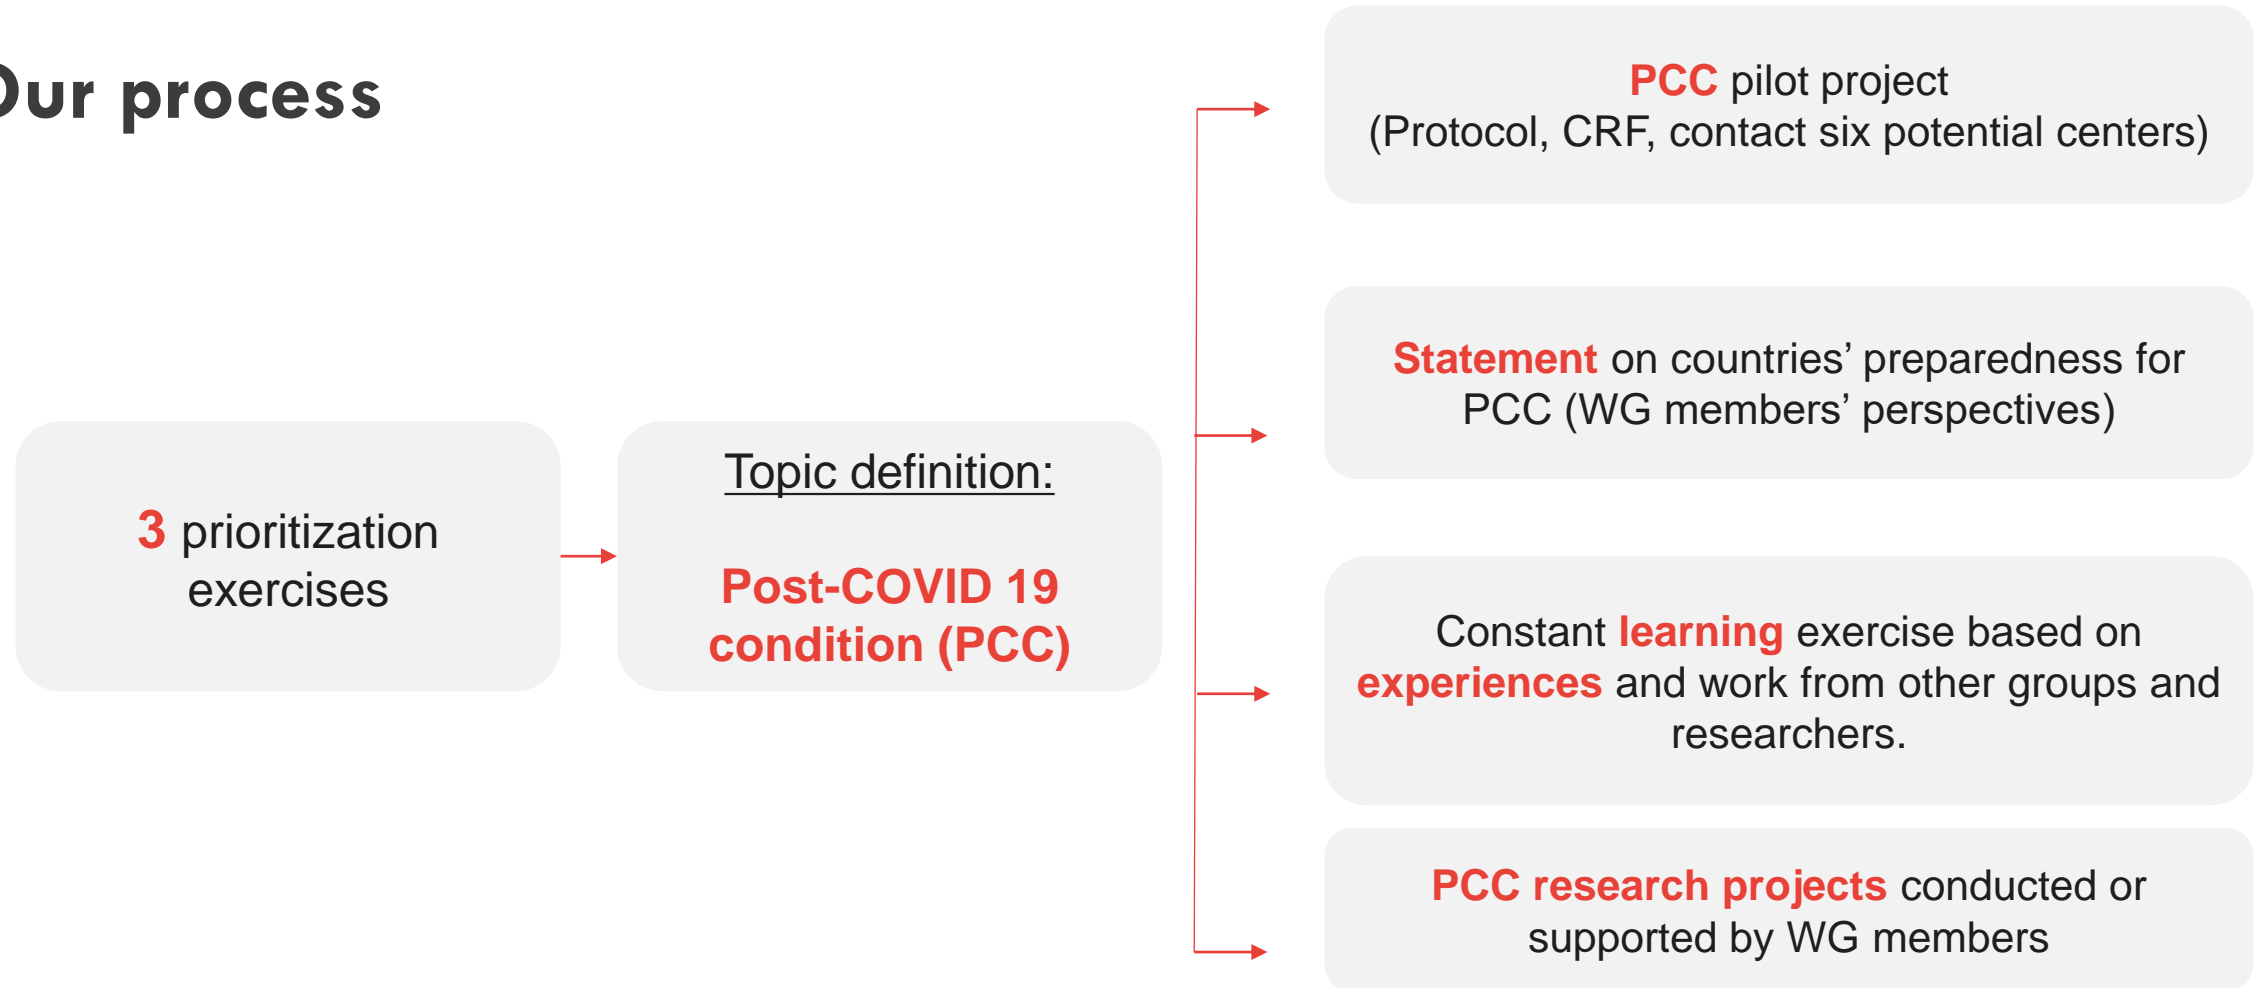 Our process
3 prioritization
exercises
Topic definition:
Post-COVID 19
condition (PCC)
PCC pilot project
(Protocol, CRF, contact six potential centers)
Statement on countries’ preparedness for
PCC (WG members’ perspectives)
Constant learning exercise based on
experiences and work from other groups and
researchers.
PCC research projects conducted or
supported by WG members